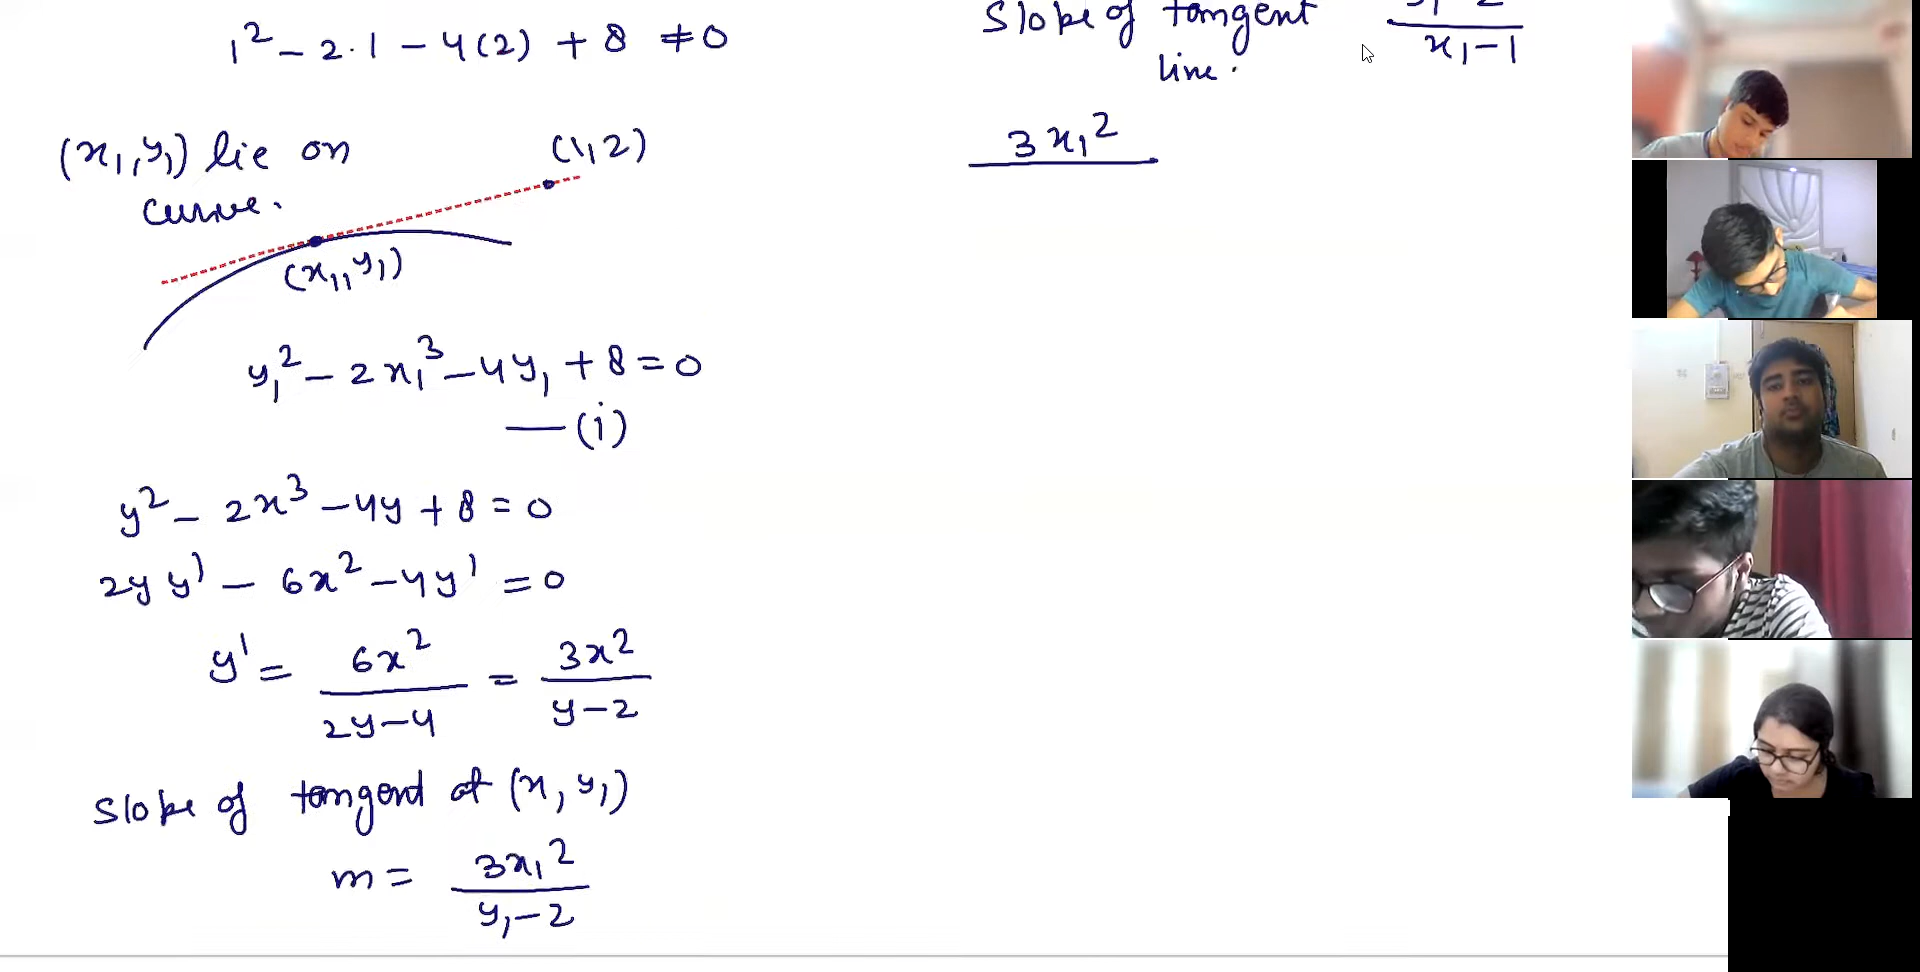 1² - 2·1 - 4(2) + 8 ≠ 0
(x₁, y₁) lie on
curve.
(1, 2)
(x₁, y₁)
y₁² - 2x₁³ - 4y₁ + 8 = 0
—(i)
y² - 2x³ - 4y + 8 = 0
2y y' - 6x² - 4y' = 0
y' = 6x² / 2y-4 = 3x² / y-2
Slope of tangent at (x, y₁)
m = 3x₁² / y₁-2
Slope of tangent
line.
x₁-1
3x₁²